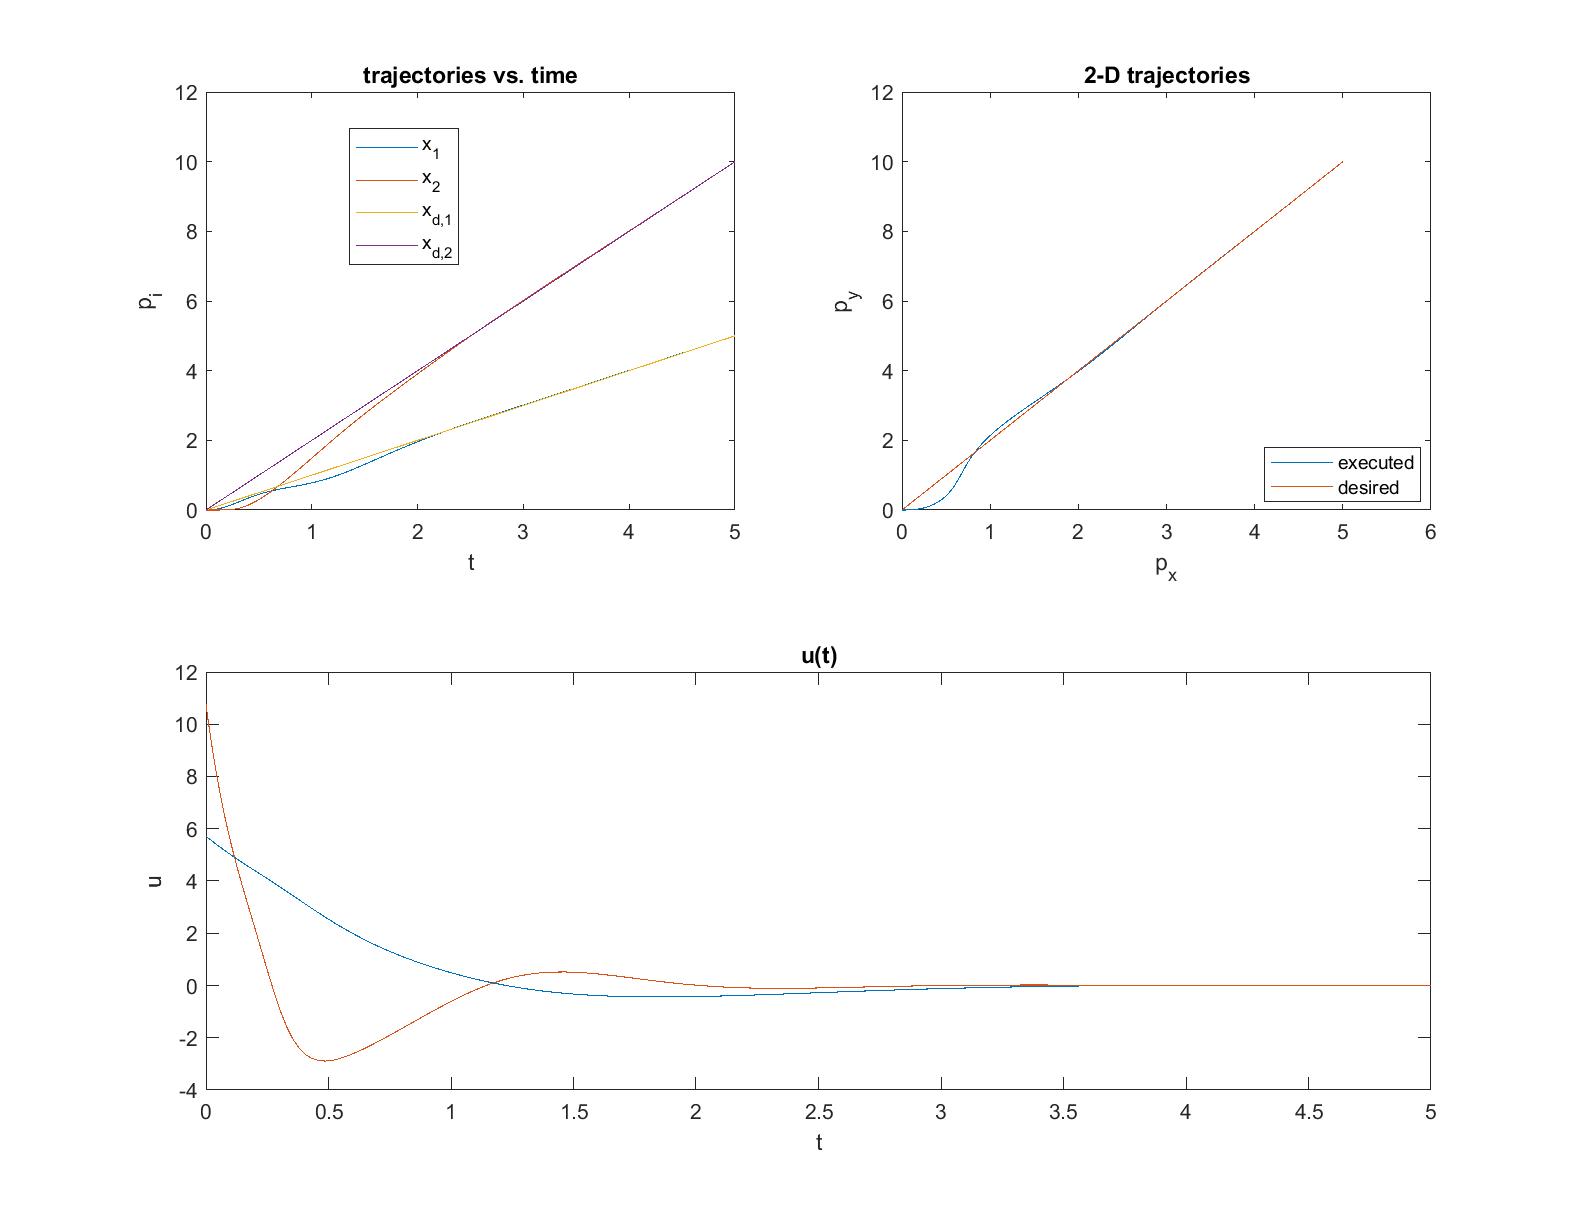 trajectories vs. time
12
10
8
6
4
2
0
p_i
x_1
x_2
x_d,1
x_d,2
0 1 2 3 4 5
t
2-D trajectories
12
10
8
6
4
2
0
p_y
executed
desired
0 1 2 3 4 5 6
p_x
u(t)
12
10
8
6
4
2
0
-2
-4
u
0 0.5 1 1.5 2 2.5 3 3.5 4 4.5 5
t